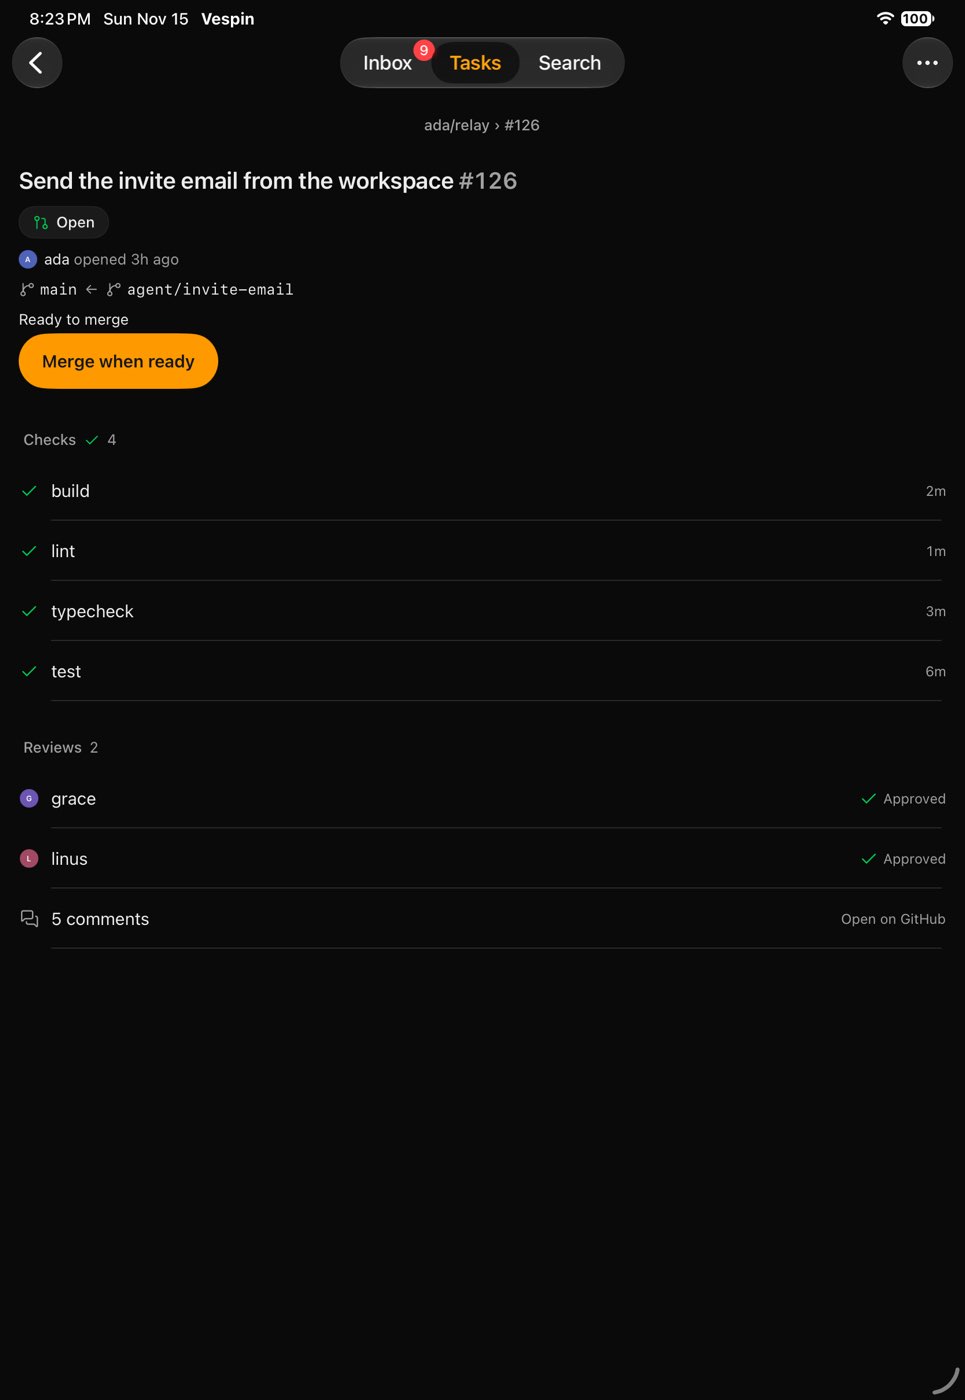 8:23 PM Sun Nov 15 Vespin
100
Inbox 9 Tasks Search
ada/relay › #126
Send the invite email from the workspace #126
Open
A ada opened 3h ago
main ← agent/invite-email
Ready to merge
Merge when ready
Checks 4
build 2m
lint 1m
typecheck 3m
test 6m
Reviews 2
G grace Approved
L linus Approved
5 comments Open on GitHub